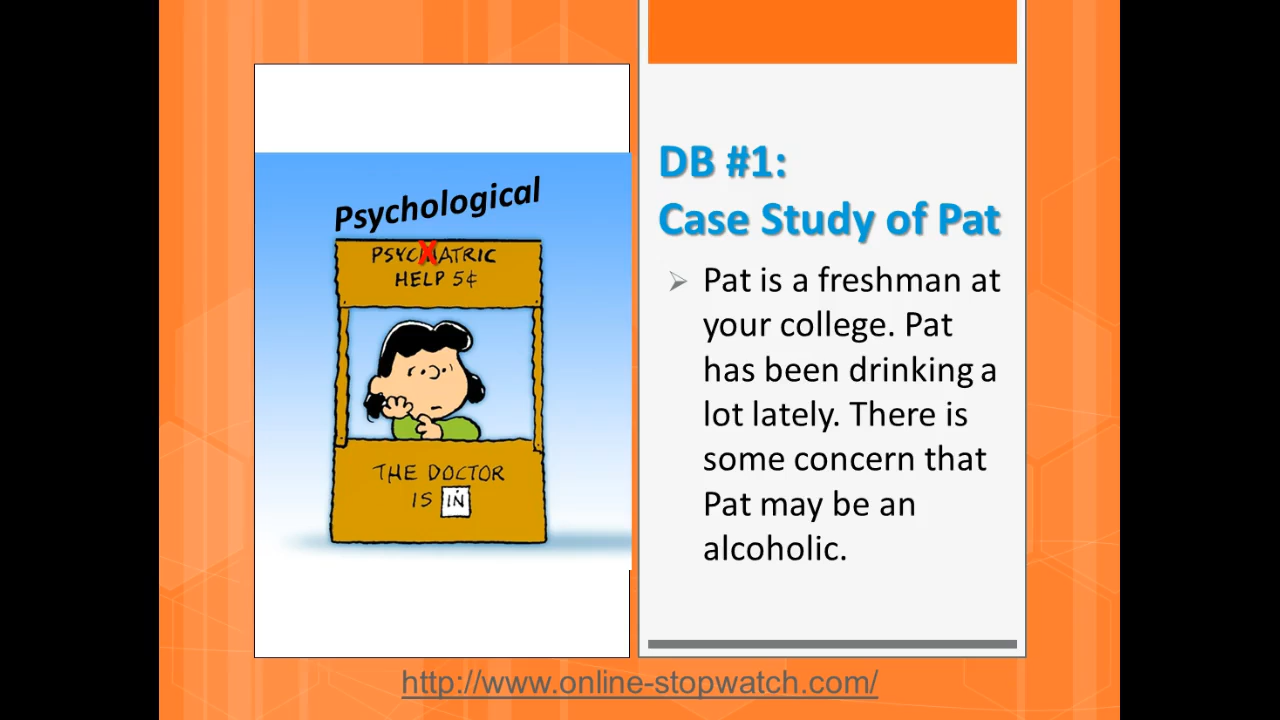 Psychological
PSYCHIATRIC
HELP 5¢
THE DOCTOR
IS IN
DB #1:
Case Study of Pat
Pat is a freshman at
your college. Pat
has been drinking a
lot lately. There is
some concern that
Pat may be an
alcoholic.
http://www.online-stopwatch.com/